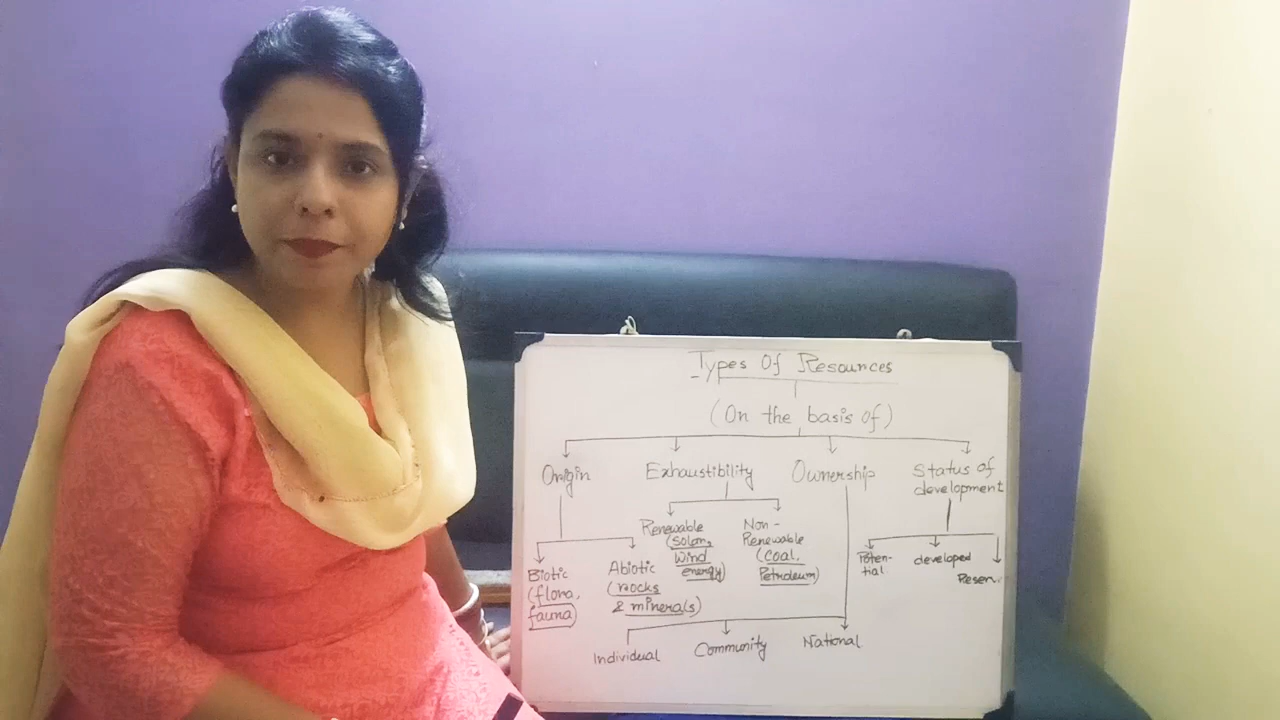 Types Of Resources
(On the basis of)
Origin
Exhaustibility
Ownership
Status of
development
Biotic
(flora,
fauna)
Abiotic
(rocks
& minerals)
Renewable
(solar,
Wind
energy)
Non-
Renewable
(coal,
Petroleum)
Poten-
tial
developed
Reserv
Individual
Community
National